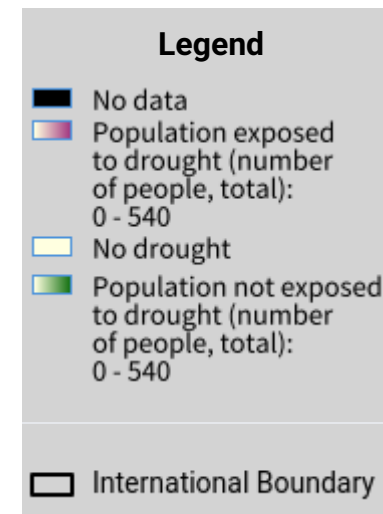 Legend
No data
Population exposed
to drought (number
of people, total):
0 - 540
No drought
Population not exposed
to drought (number
of people, total):
0 - 540
International Boundary